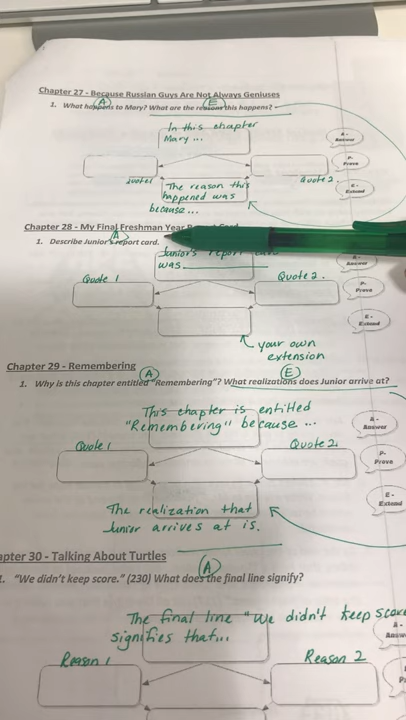 Chapter 27 - Because Russian Guys Are Not Always Geniuses
A E
1. What happens to Mary? What are the reasons this happens?
In this chapter
Mary ...
A -
Answer
P-
Prove
quote 1
Quote 2.
E -
Extend
The reason this
happened was
because ...
Chapter 28 - My Final Freshman Year
A
1. Describe Junior's report card.
Junior's report card
was
Answer
Quote 1
Quote 2.
P-
Prove
E -
Extend
your own
extension
Chapter 29 - Remembering
A E
1. Why is this chapter entitled "Remembering"? What realizations does Junior arrive at?
This chapter is entitled
"Remembering" because ...
A -
Answer
Quote 1
Quote 2.
P-
Prove
E -
Extend
The realization that
Junior arrives at is.
apter 30 - Talking About Turtles
A
1. "We didn't keep score." (230) What does the final line signify?
The final line "We didn't keep score
signifies that...
A -
Answ
Reason 1
Reason 2
P